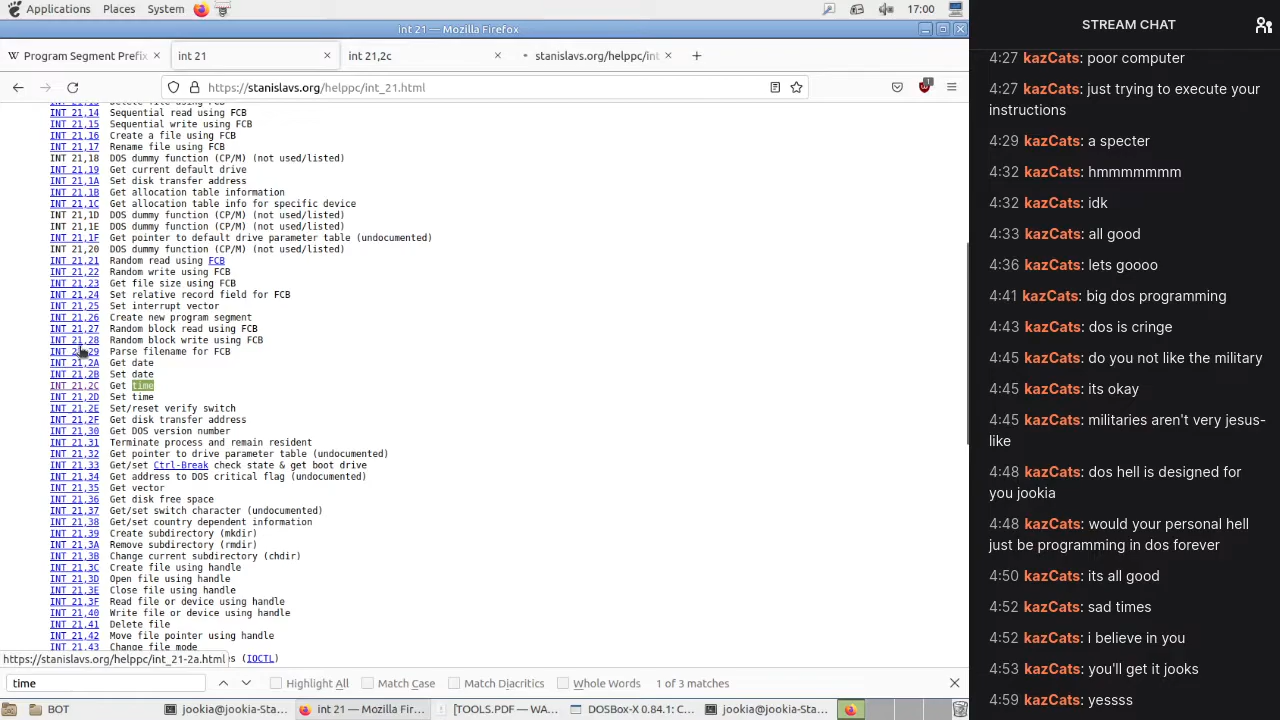 Applications Places System 17:00
int 21 — Mozilla Firefox
Program Segment Prefix
int 21
int 21,2c
stanislavs.org/helppc/int
https://stanislavs.org/helppc/int_21.html
1
INT 21,14 Sequential read using FCB
INT 21,15 Sequential write using FCB
INT 21,16 Create a file using FCB
INT 21,17 Rename file using FCB
INT 21,18 DOS dummy function (CP/M) (not used/listed)
INT 21,19 Get current default drive
INT 21,1A Set disk transfer address
INT 21,1B Get allocation table information
INT 21,1C Get allocation table info for specific device
INT 21,1D DOS dummy function (CP/M) (not used/listed)
INT 21,1E DOS dummy function (CP/M) (not used/listed)
INT 21,1F Get pointer to default drive parameter table (undocumented)
INT 21,20 DOS dummy function (CP/M) (not used/listed)
INT 21,21 Random read using FCB
INT 21,22 Random write using FCB
INT 21,23 Get file size using FCB
INT 21,24 Set relative record field for FCB
INT 21,25 Set interrupt vector
INT 21,26 Create new program segment
INT 21,27 Random block read using FCB
INT 21,28 Random block write using FCB
INT 21,29 Parse filename for FCB
INT 21,2A Get date
INT 21,2B Set date
INT 21,2C Get time
INT 21,2D Set time
INT 21,2E Set/reset verify switch
INT 21,2F Get disk transfer address
INT 21,30 Get DOS version number
INT 21,31 Terminate process and remain resident
INT 21,32 Get pointer to drive parameter table (undocumented)
INT 21,33 Get/set Ctrl-Break check state & get boot drive
INT 21,34 Get address to DOS critical flag (undocumented)
INT 21,35 Get vector
INT 21,36 Get disk free space
INT 21,37 Get/set switch character (undocumented)
INT 21,38 Get/set country dependent information
INT 21,39 Create subdirectory (mkdir)
INT 21,3A Remove subdirectory (rmdir)
INT 21,3B Change current subdirectory (chdir)
INT 21,3C Create file using handle
INT 21,3D Open file using handle
INT 21,3E Close file using handle
INT 21,3F Read file or device using handle
INT 21,40 Write file or device using handle
INT 21,41 Delete file
INT 21,42 Move file pointer using handle
INT 21,43 Change file mode
https://stanislavs.org/helppc/int_21-2a.html s (IOCTL)
time Highlight All Match Case Match Diacritics Whole Words 1 of 3 matches
BOT jookia@jookia-Sta... int 21 — Mozilla Fir... [TOOLS.PDF — WA... DOSBox-X 0.84.1: C... jookia@jookia-Sta...
STREAM CHAT
4:27 kazCats: poor computer
4:27 kazCats: just trying to execute your
instructions
4:29 kazCats: a specter
4:32 kazCats: hmmmmmmm
4:32 kazCats: idk
4:33 kazCats: all good
4:36 kazCats: lets goooo
4:41 kazCats: big dos programming
4:43 kazCats: dos is cringe
4:45 kazCats: do you not like the military
4:45 kazCats: its okay
4:45 kazCats: militaries aren't very jesus-
like
4:48 kazCats: dos hell is designed for
you jookia
4:48 kazCats: would your personal hell
just be programming in dos forever
4:50 kazCats: its all good
4:52 kazCats: sad times
4:52 kazCats: i believe in you
4:53 kazCats: you'll get it jooks
4:59 kazCats: yessss